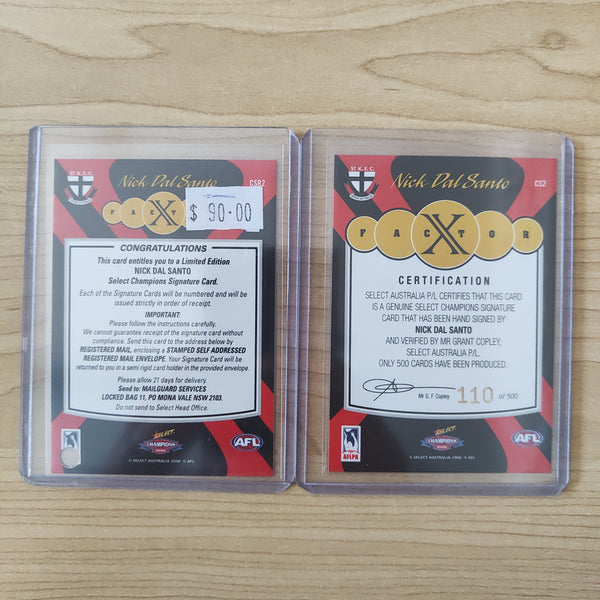 ST K.F.C.
Nick Dal Santo
CSR2
$ 90.00
FACT
CONGRATULATIONS
This card entitles you to a Limited Edition
NICK DAL SANTO
Select Champions Signature Card.
Each of the Signature Cards will be numbered and will be
issued strictly in order of receipt.
IMPORTANT:
Please follow the instructions carefully.
We cannot guarantee receipt of the signature card without
compliance. Send this card to the address below by
REGISTERED MAIL, enclosing a STAMPED SELF ADDRESSED
REGISTERED MAIL ENVELOPE. Your Signature Card will be
returned to you in a semi rigid card holder in the provided envelope.
Please allow 21 days for delivery.
Send to: MAILGUARD SERVICES
LOCKED BAG 11, PO MONA VALE NSW 2103.
Do not send to Select Head Office.
SELECT
CHAMPIONS
AFL
© SELECT AUSTRALIA 2006 © AFL
ST K.F.C.
Nick Dal Santo
CS2
FACXTOR
CERTIFICATION
SELECT AUSTRALIA P/L CERTIFIES THAT THIS CARD
IS A GENUINE SELECT CHAMPIONS SIGNATURE
CARD THAT HAS BEEN HAND SIGNED BY
NICK DAL SANTO
AND VERIFIED BY MR GRANT COPLEY,
SELECT AUSTRALIA P/L.
ONLY 500 CARDS HAVE BEEN PRODUCED.
Mr G. F. Copley 110 of 500
AFLPA
SELECT
CHAMPIONS
AFL
© SELECT AUSTRALIA 2006 © AFL